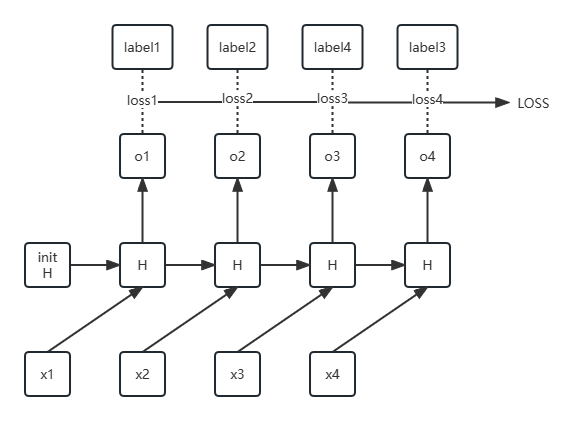 label1
label2
label4
label3
loss1
loss2
loss3
loss4
LOSS
o1
o2
o3
o4
init
H
H
H
H
H
x1
x2
x3
x4